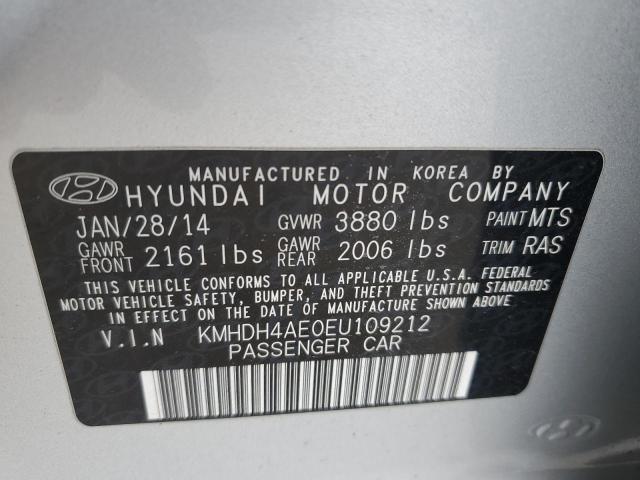 MANUFACTURED IN KOREA BY
HYUNDAI MOTOR COMPANY
JAN/28/14 GVWR 3880 lbs PAINT MTS
GAWR FRONT 2161 lbs GAWR REAR 2006 lbs TRIM RAS
THIS VEHICLE CONFORMS TO ALL APPLICABLE U.S.A. FEDERAL
MOTOR VEHICLE SAFETY, BUMPER, AND THEFT PREVENTION STANDARDS
IN EFFECT ON THE DATE OF MANUFACTURE SHOWN ABOVE
V.I.N KMHDH4AE0EU109212
PASSENGER CAR